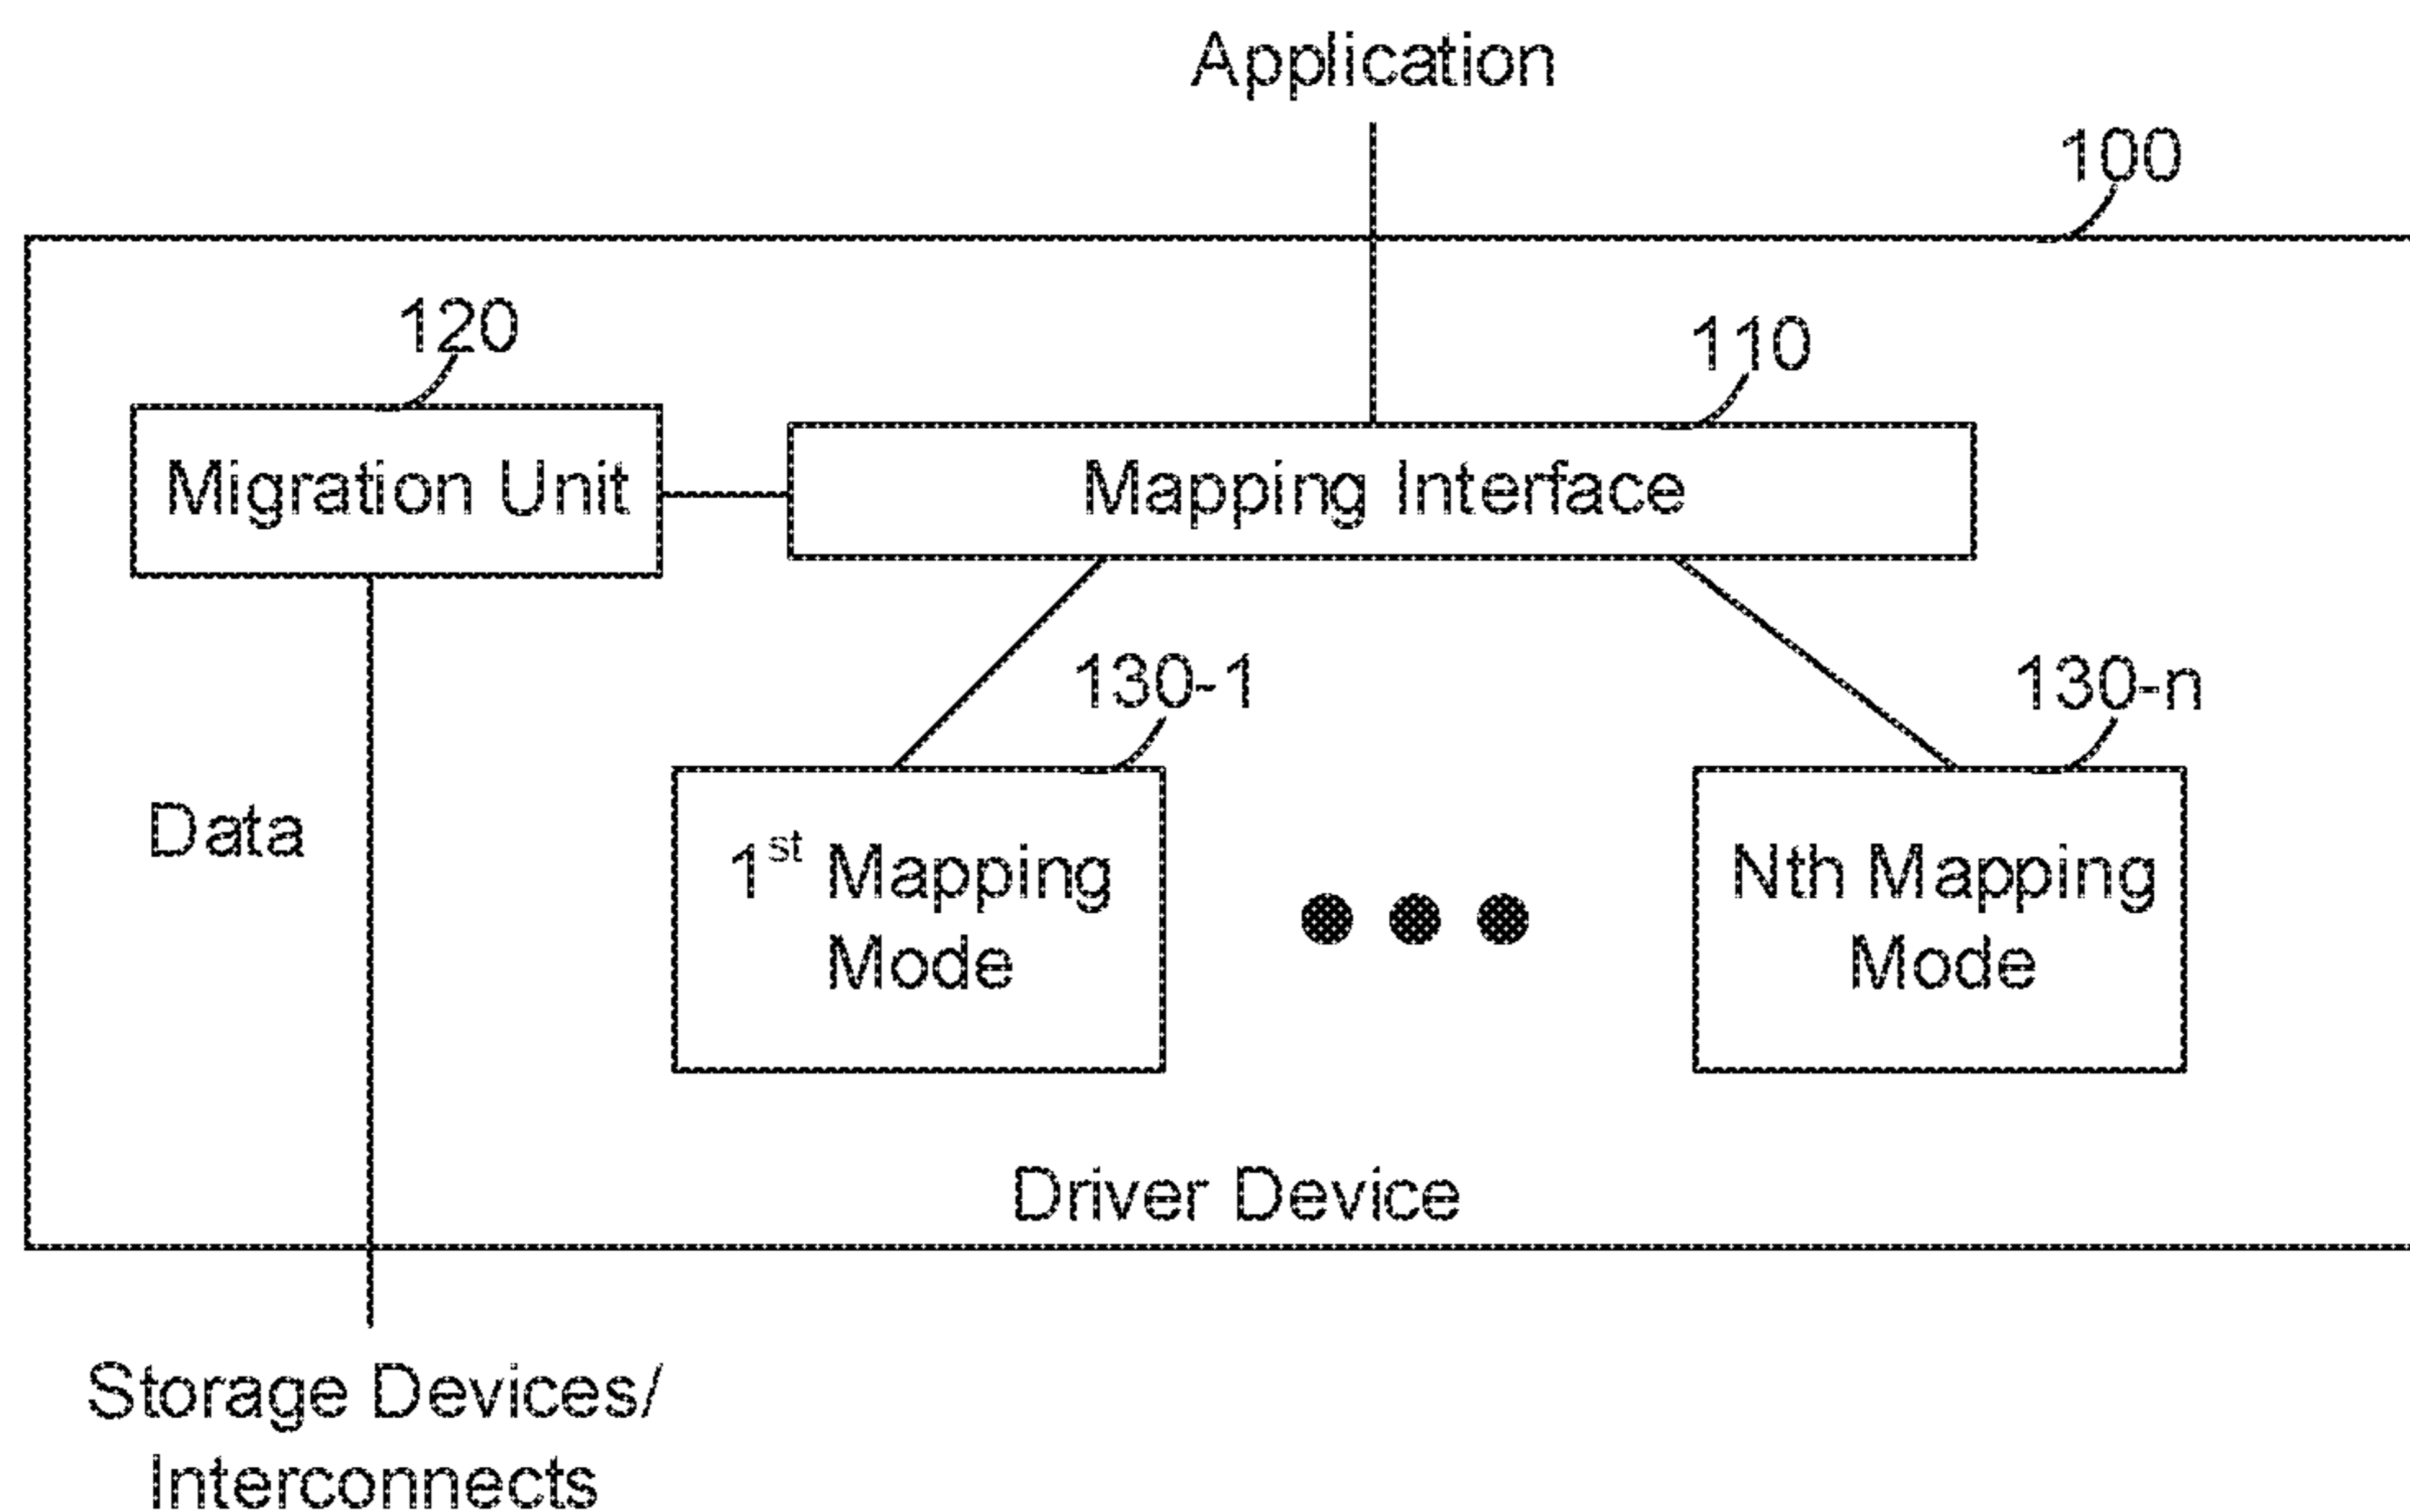 Application
100
120
110
Migration Unit
Mapping Interface
130-1
130-n
Data
1st Mapping
Mode
Nth Mapping
Mode
Driver Device
Storage Devices/
Interconnects